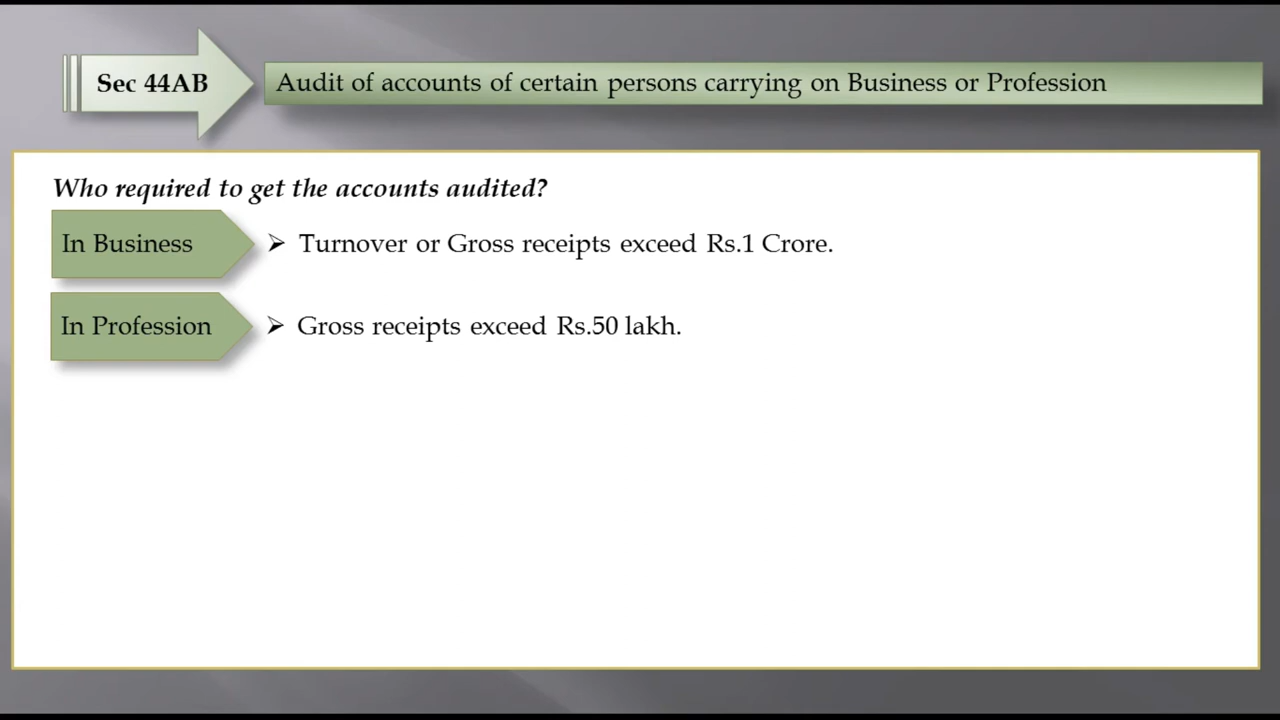 Sec 44AB
Audit of accounts of certain persons carrying on Business or Profession
Who required to get the accounts audited?
In Business
➢ Turnover or Gross receipts exceed Rs.1 Crore.
In Profession
➢ Gross receipts exceed Rs.50 lakh.